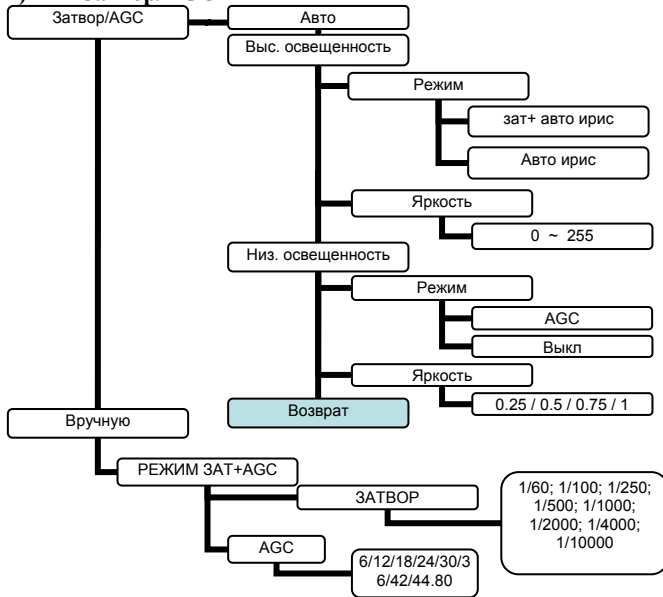 Затвор/AGC
Авто
Выс. освещенность
Режим
зат+ авто ирис
Авто ирис
Яркость
0 ~ 255
Низ. освещенность
Режим
AGC
Выкл
Яркость
0.25 / 0.5 / 0.75 / 1
Возврат
Вручную
РЕЖИМ ЗАТ+AGC
ЗАТВОР
1/60; 1/100; 1/250;
1/500; 1/1000;
1/2000; 1/4000;
1/10000
AGC
6/12/18/24/30/3
6/42/44.80